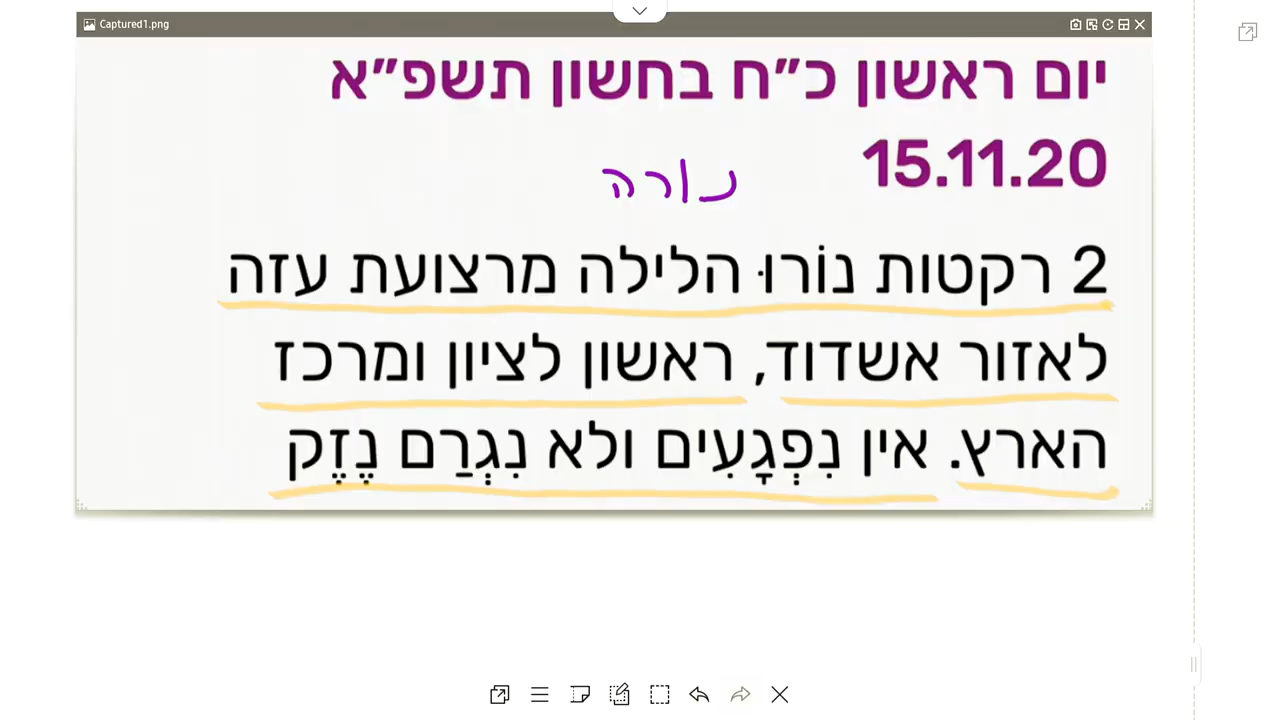 Captured1.png
יום ראשון כ״ח בחשון תשפ״א
15.11.20
נורה
2 רקטות נוֹרוּ הלילה מרצועת עזה
לאזור אשדוד, ראשון לציון ומרכז
הארץ. אין נִפְגָעִים ולא נִגְרַם נֶזֶק